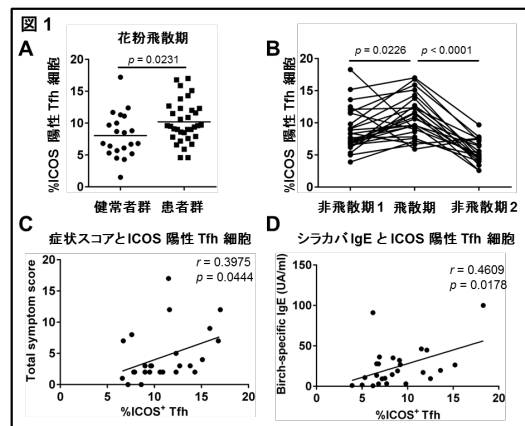 図 1
A
花粉飛散期
p = 0.0231
%ICOS 陽性 Tfh 細胞
20
15
10
5
0
健常者群 患者群
B
p = 0.0226 p < 0.0001
%ICOS 陽性 Tfh 細胞
20
15
10
5
0
非飛散期1 飛散期 非飛散期2
C
症状スコアとICOS 陽性 Tfh 細胞
r = 0.3975
p = 0.0444
Total symptom score
20
15
10
5
0
0 5 10 15 20
%ICOS⁺ Tfh
D
シラカバ IgE と ICOS 陽性 Tfh 細胞
r = 0.4609
p = 0.0178
Birch-specific IgE (UA/ml)
150
100
50
0
0 5 10 15 20
%ICOS⁺ Tfh